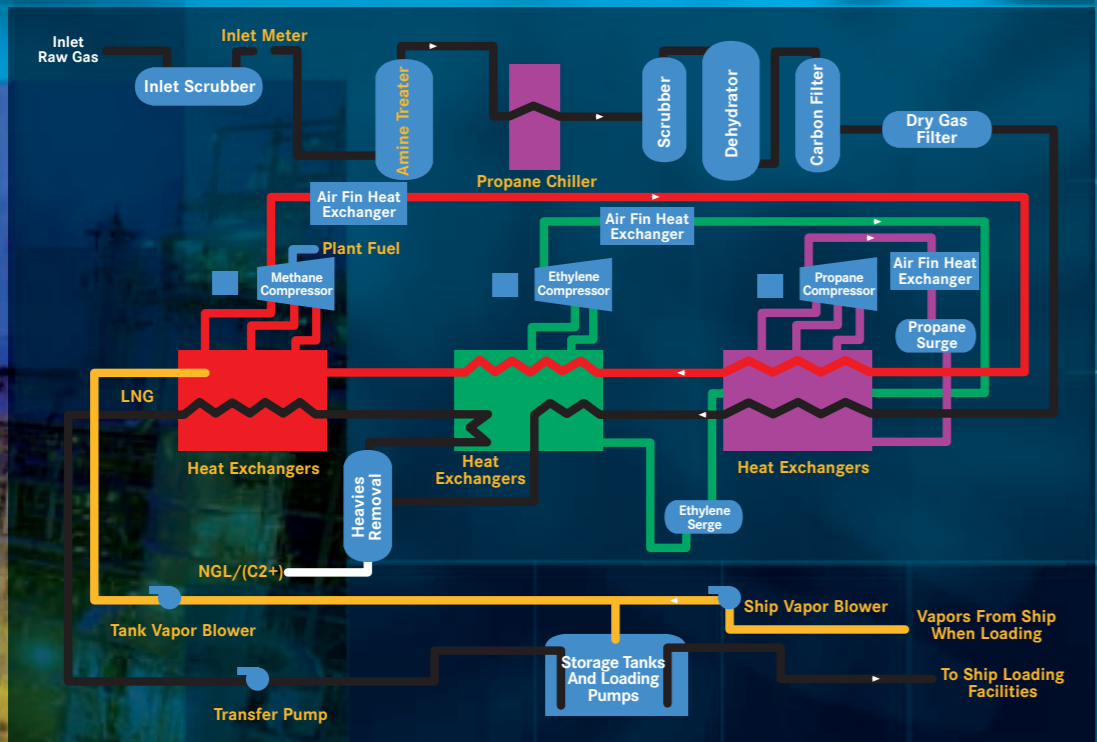 Inlet
Raw Gas
Inlet Meter
Inlet Scrubber
Amine Treater
Propane Chiller
Scrubber
Dehydrator
Carbon Filter
Dry Gas
Filter
Air Fin Heat
Exchanger
Air Fin Heat
Exchanger
Air Fin Heat
Exchanger
Plant Fuel
Methane
Compressor
Ethylene
Compressor
Propane
Compressor
Propane
Surge
LNG
Heat Exchangers
Heat
Exchangers
Heat Exchangers
Heavies
Removal
Ethylene
Serge
NGL/(C2+)
Tank Vapor Blower
Ship Vapor Blower
Vapors From Ship
When Loading
Storage Tanks
And Loading
Pumps
To Ship Loading
Facilities
Transfer Pump